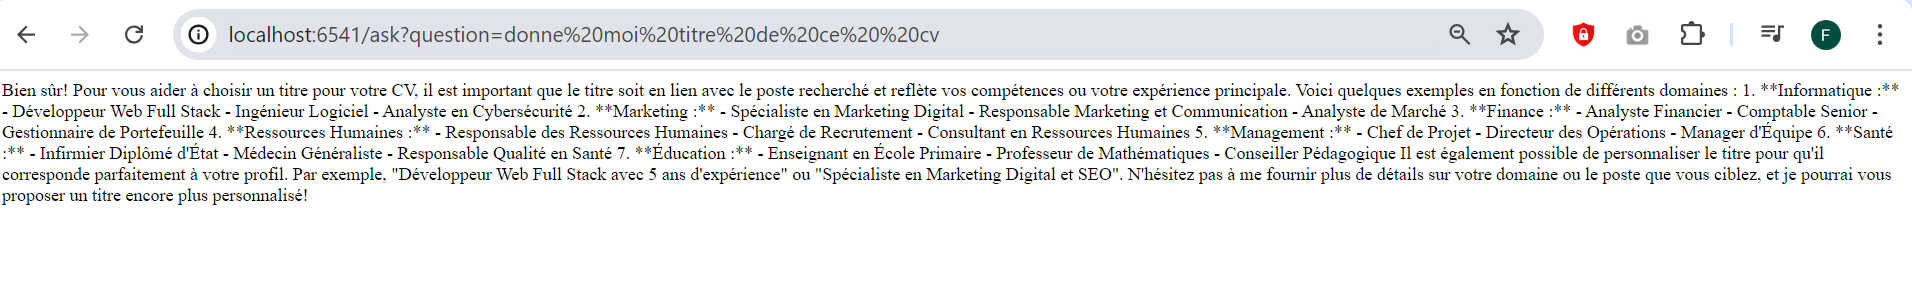 localhost:6541/ask?question=donne%20moi%20titre%20de%20ce%20%20cv
F
Bien sûr! Pour vous aider à choisir un titre pour votre CV, il est important que le titre soit en lien avec le poste recherché et reflète vos compétences ou votre expérience principale. Voici quelques exemples en fonction de différents domaines : 1. **Informatique :**
- Développeur Web Full Stack - Ingénieur Logiciel - Analyste en Cybersécurité 2. **Marketing :** - Spécialiste en Marketing Digital - Responsable Marketing et Communication - Analyste de Marché 3. **Finance :** - Analyste Financier - Comptable Senior -
Gestionnaire de Portefeuille 4. **Ressources Humaines :** - Responsable des Ressources Humaines - Chargé de Recrutement - Consultant en Ressources Humaines 5. **Management :** - Chef de Projet - Directeur des Opérations - Manager d'Équipe 6. **Santé
:** - Infirmier Diplômé d'État - Médecin Généraliste - Responsable Qualité en Santé 7. **Éducation :** - Enseignant en École Primaire - Professeur de Mathématiques - Conseiller Pédagogique Il est également possible de personnaliser le titre pour qu'il
corresponde parfaitement à votre profil. Par exemple, "Développeur Web Full Stack avec 5 ans d'expérience" ou "Spécialiste en Marketing Digital et SEO". N'hésitez pas à me fournir plus de détails sur votre domaine ou le poste que vous ciblez, et je pourrai vous
proposer un titre encore plus personnalisé!